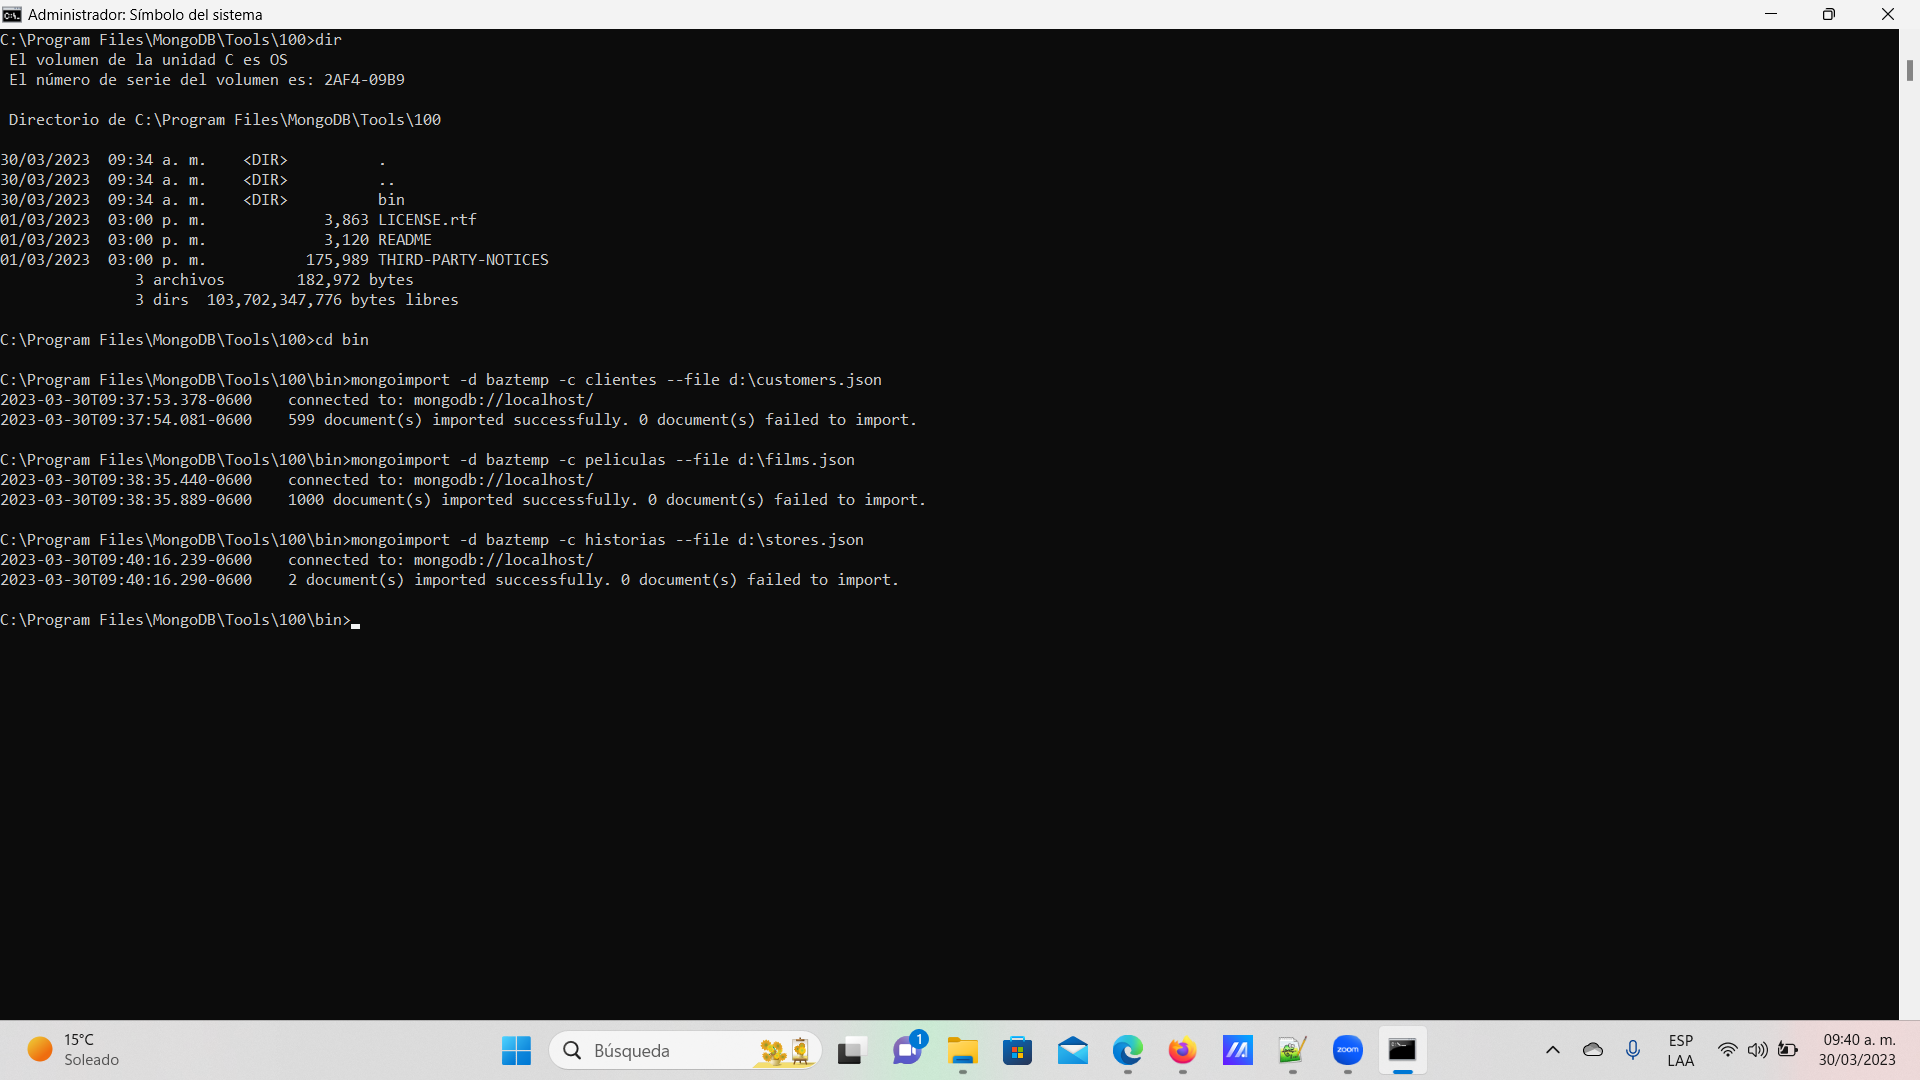 Administrador: Símbolo del sistema
C:\Program Files\MongoDB\Tools\100>dir
 El volumen de la unidad C es OS
 El número de serie del volumen es: 2AF4-09B9

 Directorio de C:\Program Files\MongoDB\Tools\100

30/03/2023  09:34 a. m.    <DIR>          .
30/03/2023  09:34 a. m.    <DIR>          ..
30/03/2023  09:34 a. m.    <DIR>          bin
01/03/2023  03:00 p. m.             3,863 LICENSE.rtf
01/03/2023  03:00 p. m.             3,120 README
01/03/2023  03:00 p. m.           175,989 THIRD-PARTY-NOTICES
               3 archivos        182,972 bytes
               3 dirs  103,702,347,776 bytes libres

C:\Program Files\MongoDB\Tools\100>cd bin

C:\Program Files\MongoDB\Tools\100\bin>mongoimport -d baztemp -c clientes --file d:\customers.json
2023-03-30T09:37:53.378-0600    connected to: mongodb://localhost/
2023-03-30T09:37:54.081-0600    599 document(s) imported successfully. 0 document(s) failed to import.

C:\Program Files\MongoDB\Tools\100\bin>mongoimport -d baztemp -c peliculas --file d:\films.json
2023-03-30T09:38:35.440-0600    connected to: mongodb://localhost/
2023-03-30T09:38:35.889-0600    1000 document(s) imported successfully. 0 document(s) failed to import.

C:\Program Files\MongoDB\Tools\100\bin>mongoimport -d baztemp -c historias --file d:\stores.json
2023-03-30T09:40:16.239-0600    connected to: mongodb://localhost/
2023-03-30T09:40:16.290-0600    2 document(s) imported successfully. 0 document(s) failed to import.

C:\Program Files\MongoDB\Tools\100\bin>
15°C
Soleado
Búsqueda
1
zoom
ESP
LAA
09:40 a. m.
30/03/2023